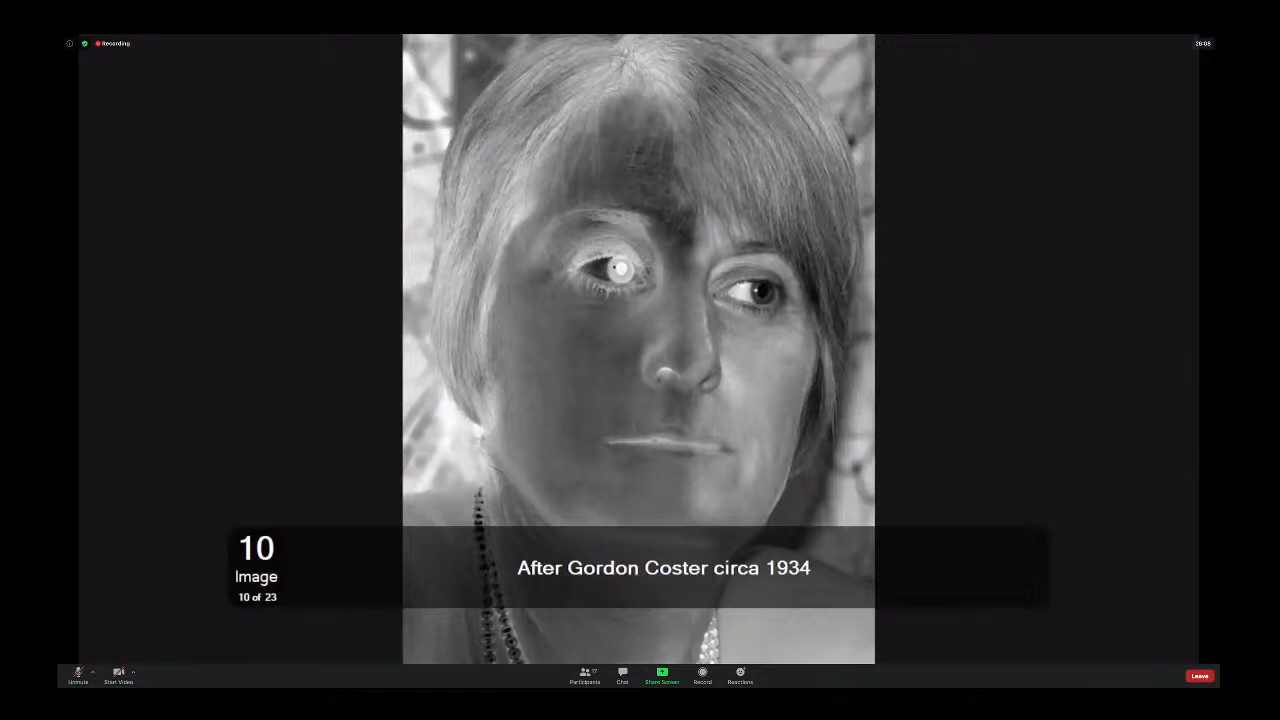 Recording
26:08
10
Image
10 of 23
After Gordon Coster circa 1934
Unmute
Start Video
Participants
17
Chat
Share Screen
Record
Reactions
Leave